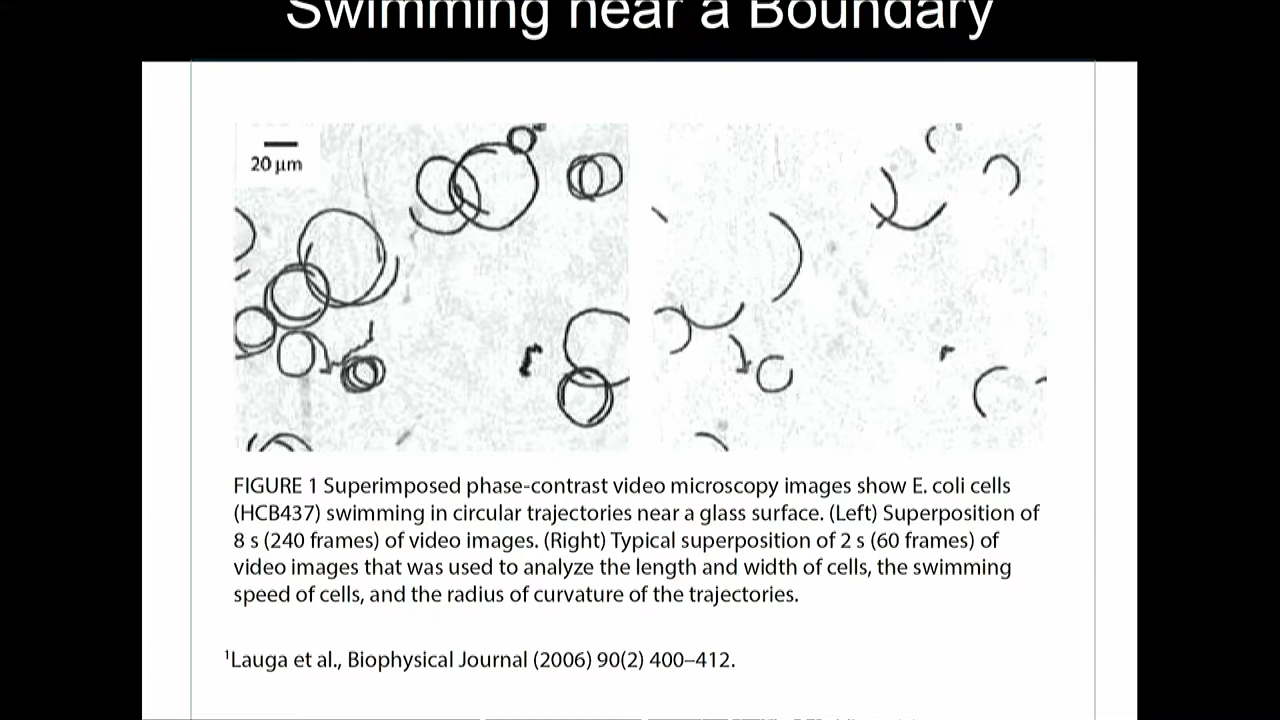 Swimming near a Boundary
20 μm
FIGURE 1 Superimposed phase-contrast video microscopy images show E. coli cells
(HCB437) swimming in circular trajectories near a glass surface. (Left) Superposition of
8 s (240 frames) of video images. (Right) Typical superposition of 2 s (60 frames) of
video images that was used to analyze the length and width of cells, the swimming
speed of cells, and the radius of curvature of the trajectories.
¹Lauga et al., Biophysical Journal (2006) 90(2) 400–412.